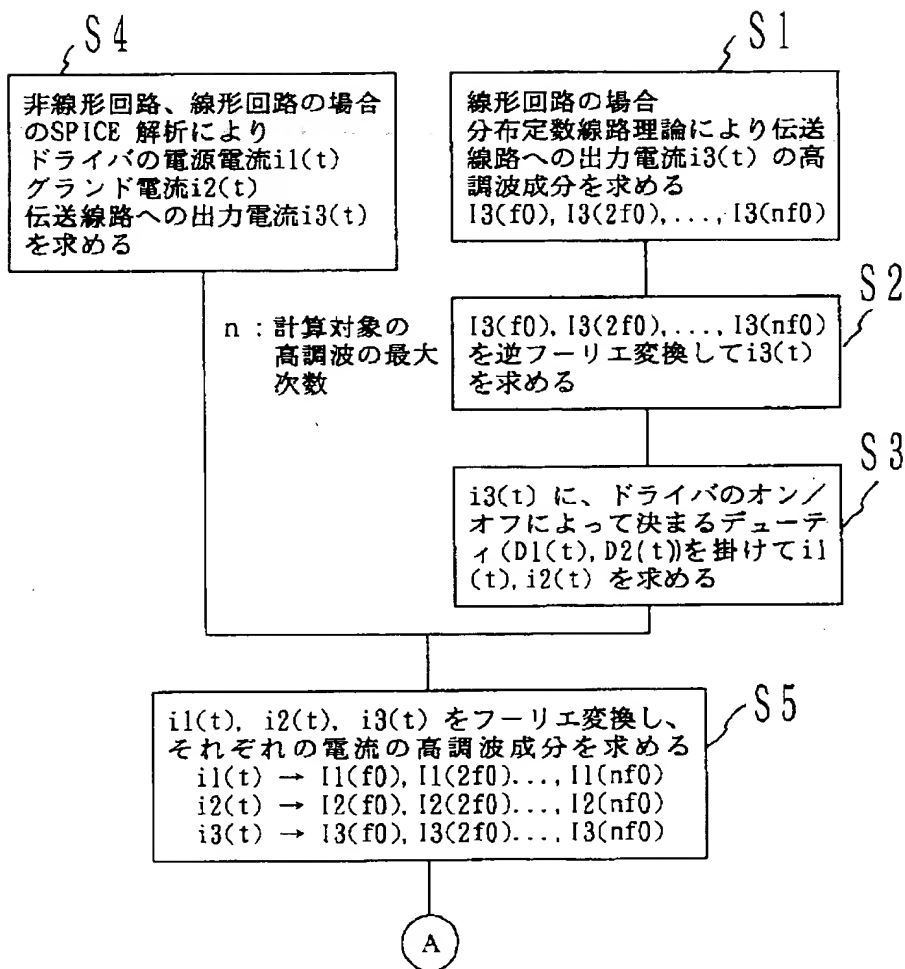 S4
非線形回路、線形回路の場合
のSPICE 解析により
ドライバの電源電流i1(t)
グランド電流i2(t)
伝送線路への出力電流i3(t)
を求める
S1
線形回路の場合
分布定数線路理論により伝送
線路への出力電流i3(t) の高
調波成分を求める
I3(f0), I3(2f0),..., I3(nf0)
n : 計算対象の
高調波の最大
次数
S2
I3(f0), I3(2f0),..., I3(nf0)
を逆フーリエ変換してi3(t)
を求める
S3
i3(t) に、ドライバのオン/
オフによって決まるデューテ
ィ(D1(t), D2(t))を掛けてi1
(t), i2(t) を求める
S5
i1(t), i2(t), i3(t) をフーリエ変換し、
それぞれの電流の高調波成分を求める
i1(t) → I1(f0), I1(2f0)..., I1(nf0)
i2(t) → I2(f0), I2(2f0)..., I2(nf0)
i3(t) → I3(f0), I3(2f0)..., I3(nf0)
A